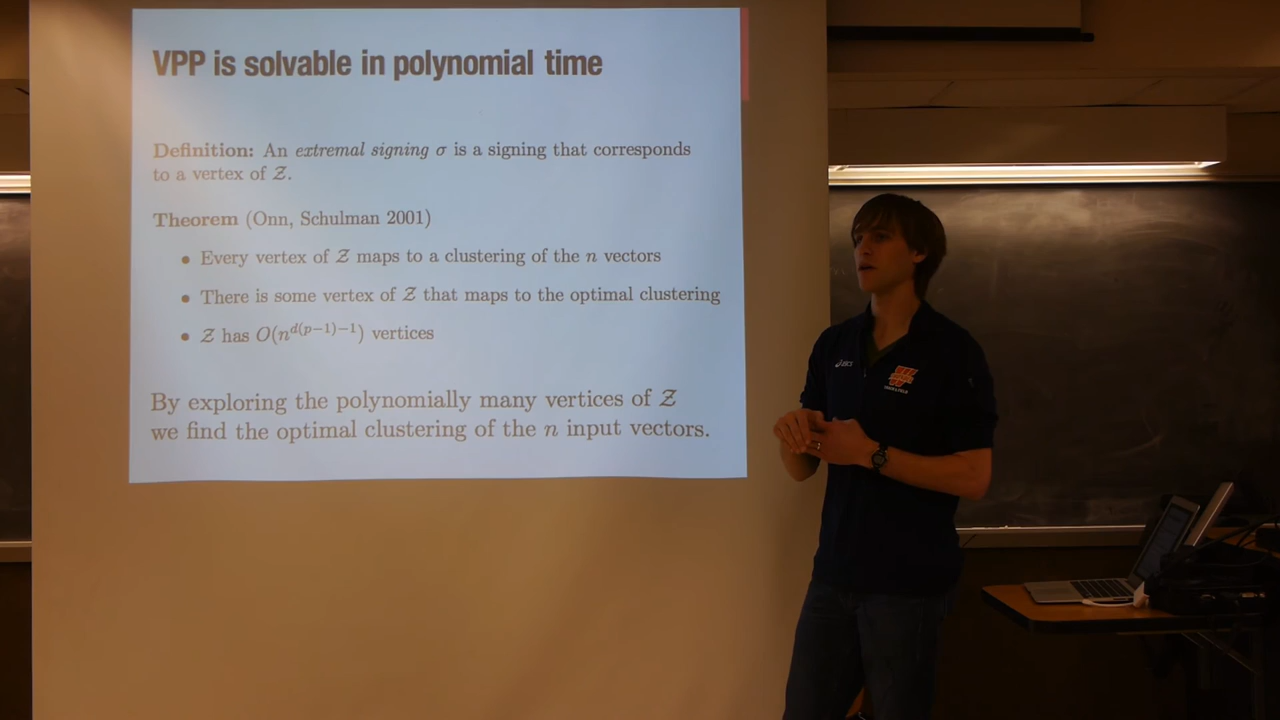 VPP is solvable in polynomial time
Definition: An extremal signing σ is a signing that corresponds
to a vertex of 𝒵.
Theorem (Onn, Schulman 2001)
• Every vertex of 𝒵 maps to a clustering of the n vectors
• There is some vertex of 𝒵 that maps to the optimal clustering
• 𝒵 has O(n^{d(p−1)−1}) vertices
By exploring the polynomially many vertices of 𝒵
we find the optimal clustering of the n input vectors.
asics